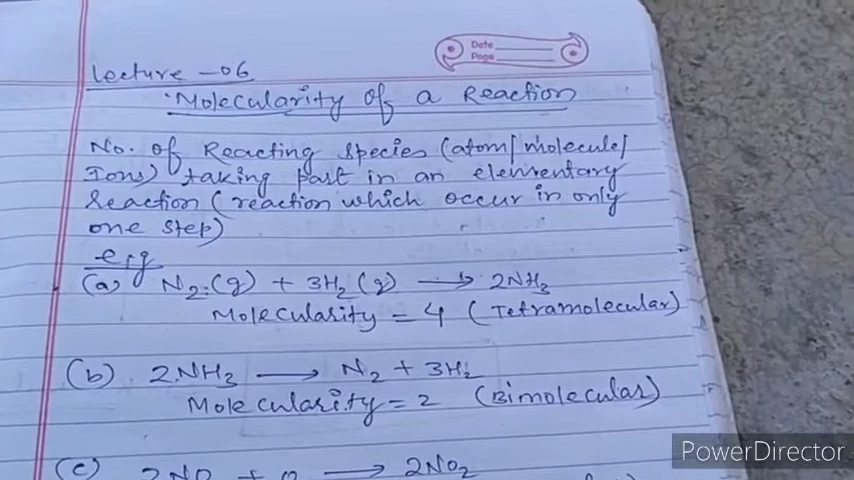 Date
Page
Lecture - 06
Molecularity of a Reaction
No. of Reacting Species (atom/molecule/
Ions) taking part in an elementary
Reaction (reaction which occur in only
one step)
e.g
(a) N2(g) + 3H2(g) → 2NH3
Molecularity = 4 (Tetramolecular)
(b) 2NH3 → N2 + 3H2
Molecularity = 2 (Bimolecular)
(c) 2NO + O → 2NO2
PowerDirector